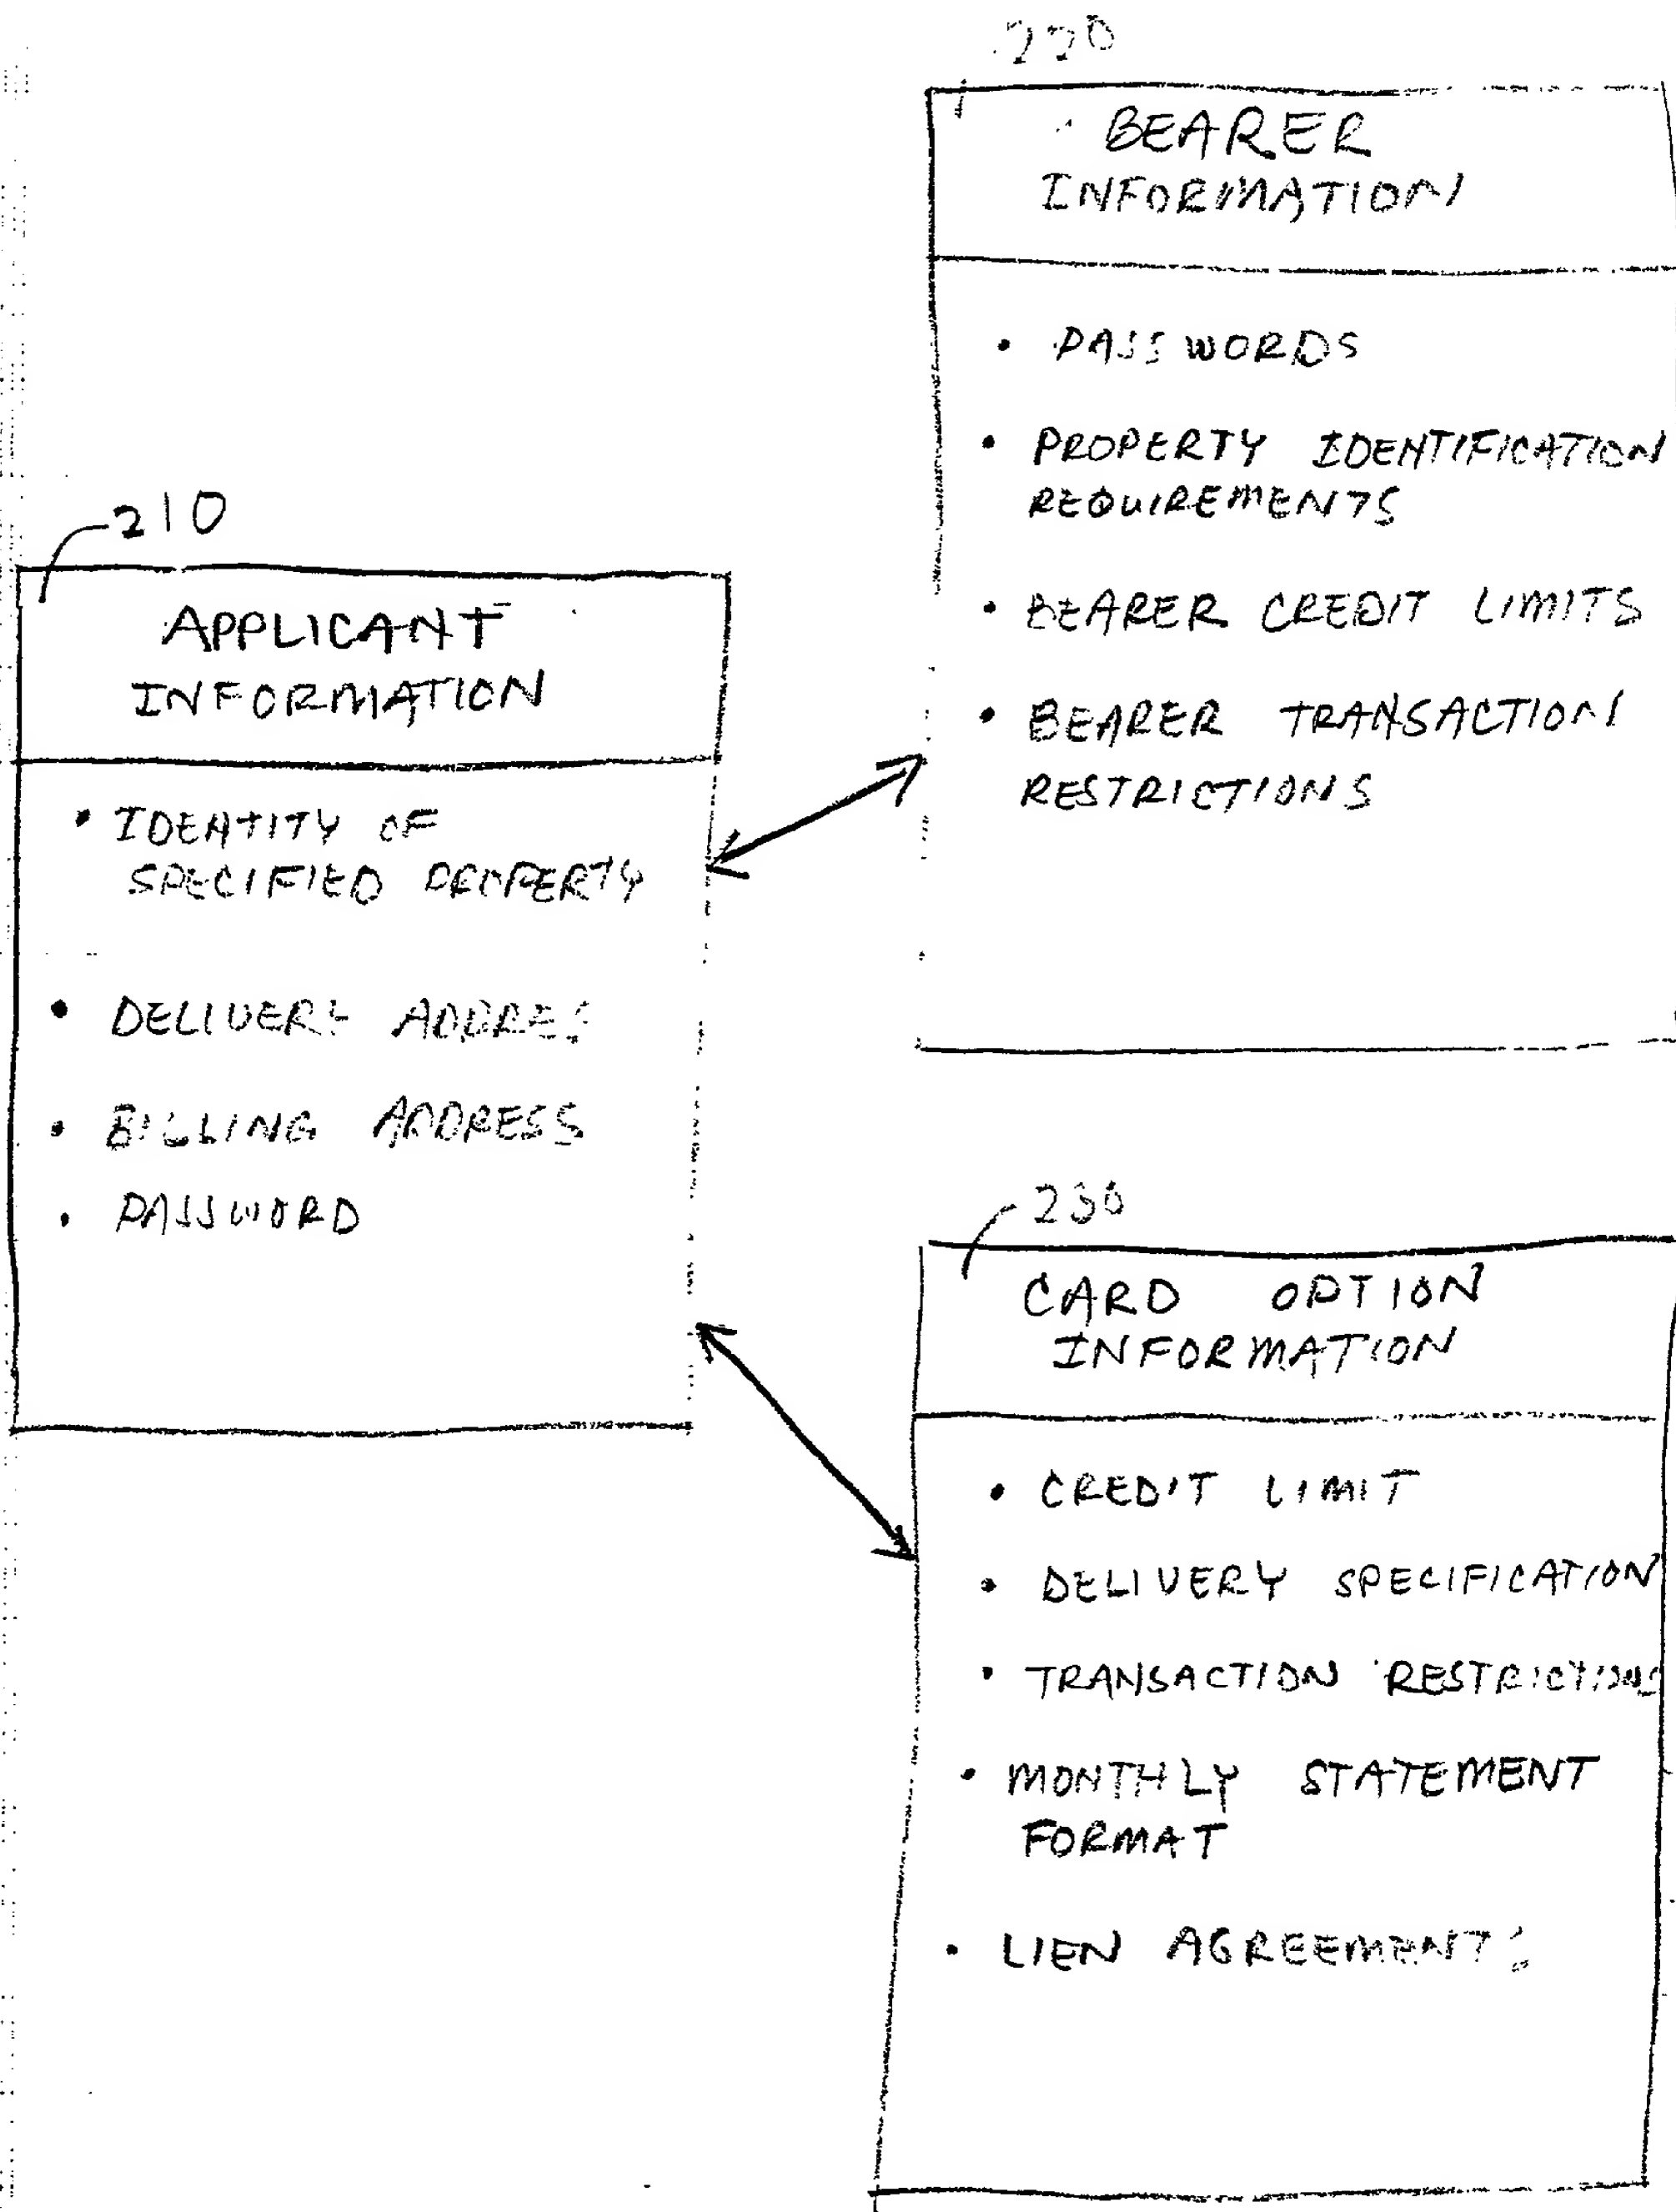 210
APPLICANT
INFORMATION
• IDENTITY OF
SPECIFIED PROPERTY
• DELIVERY ADDRES
• BILLING ADDRESS
• PASSWORD
220
BEARER
INFORMATION
• PASSWORDS
• PROPERTY IDENTIFICATION
REQUIREMENTS
• BEARER CREDIT LIMITS
• BEARER TRANSACTION
RESTRICTIONS
230
CARD OPTION
INFORMATION
• CREDIT LIMIT
• DELIVERY SPECIFICATION
• TRANSACTION RESTRICTIONS
• MONTHLY STATEMENT
FORMAT
• LIEN AGREEMENTS